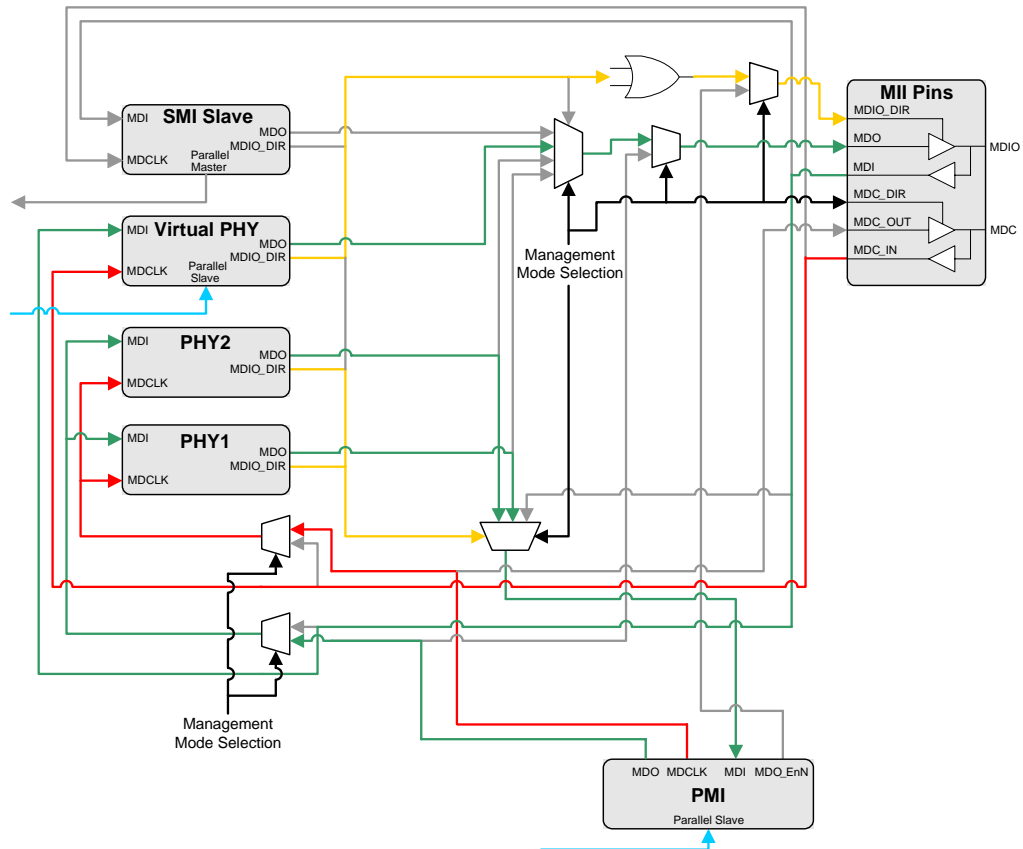 MII Pins
MDIO_DIR
MDO
MDI
MDC_DIR
MDC_OUT
MDC_IN
MDIO
MDC
SMI Slave
MDI
MDCLK
MDO
MDIO_DIR
Parallel
Master
Virtual PHY
MDI
MDCLK
MDO
MDIO_DIR
Parallel
Slave
Management
Mode Selection
PHY2
MDI
MDCLK
MDO
MDIO_DIR
PHY1
MDI
MDCLK
MDO
MDIO_DIR
Management
Mode Selection
MDO
MDCLK
MDI
MDO_EnN
PMI
Parallel Slave